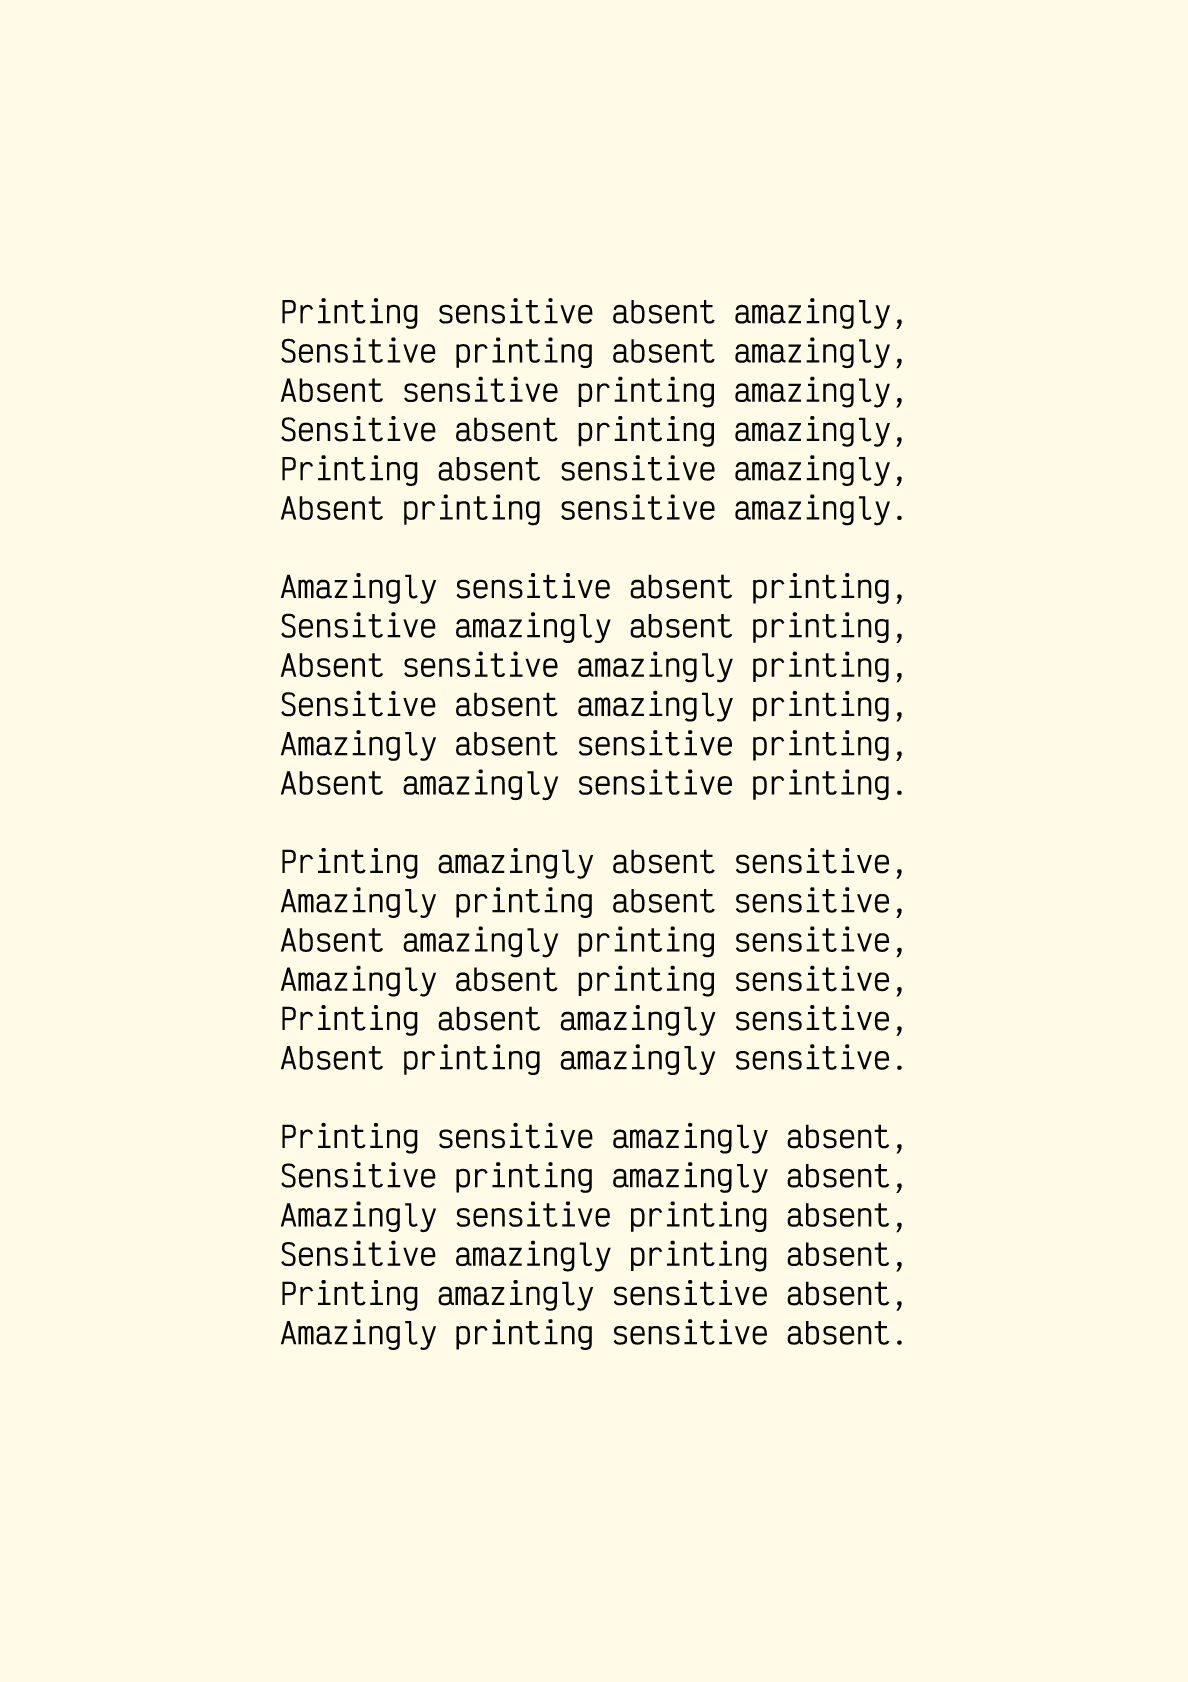 Printing sensitive absent amazingly,
Sensitive printing absent amazingly,
Absent sensitive printing amazingly,
Sensitive absent printing amazingly,
Printing absent sensitive amazingly,
Absent printing sensitive amazingly.

Amazingly sensitive absent printing,
Sensitive amazingly absent printing,
Absent sensitive amazingly printing,
Sensitive absent amazingly printing,
Amazingly absent sensitive printing,
Absent amazingly sensitive printing.

Printing amazingly absent sensitive,
Amazingly printing absent sensitive,
Absent amazingly printing sensitive,
Amazingly absent printing sensitive,
Printing absent amazingly sensitive,
Absent printing amazingly sensitive.

Printing sensitive amazingly absent,
Sensitive printing amazingly absent,
Amazingly sensitive printing absent,
Sensitive amazingly printing absent,
Printing amazingly sensitive absent,
Amazingly printing sensitive absent.